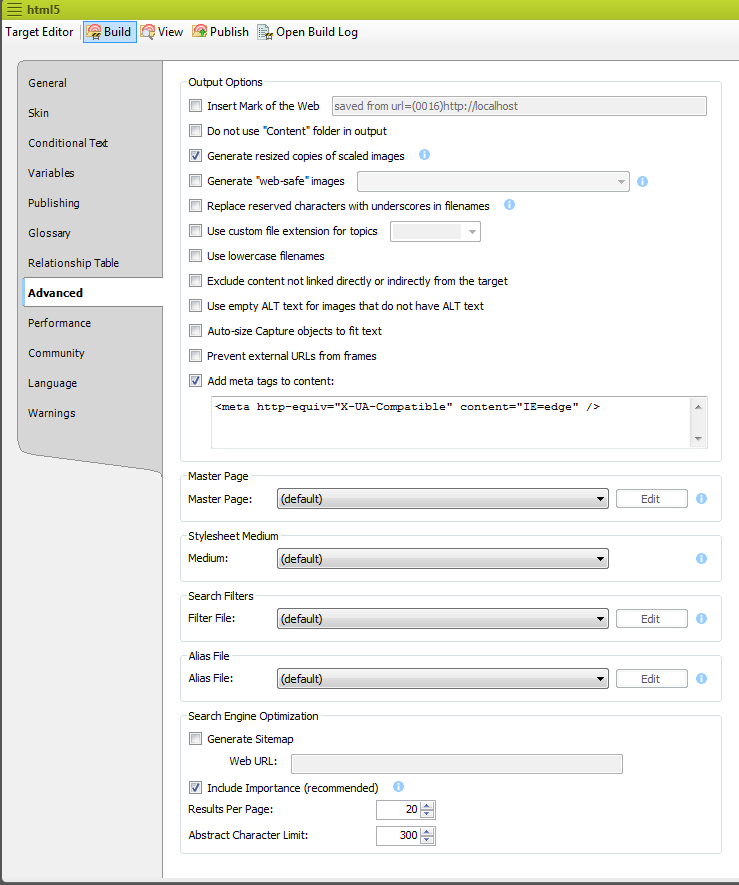 html5
Target Editor Build View Publish Open Build Log
General
Skin
Conditional Text
Variables
Publishing
Glossary
Relationship Table
Advanced
Performance
Community
Language
Warnings
Output Options
Insert Mark of the Web saved from url=(0016)http://localhost
Do not use "Content" folder in output
Generate resized copies of scaled images
Generate "web-safe" images
Replace reserved characters with underscores in filenames
Use custom file extension for topics
Use lowercase filenames
Exclude content not linked directly or indirectly from the target
Use empty ALT text for images that do not have ALT text
Auto-size Capture objects to fit text
Prevent external URLs from frames
Add meta tags to content:
<meta http-equiv="X-UA-Compatible" content="IE=edge" />
Master Page
Master Page: (default) Edit
Stylesheet Medium
Medium: (default)
Search Filters
Filter File: (default) Edit
Alias File
Alias File: (default) Edit
Search Engine Optimization
Generate Sitemap
Web URL:
Include Importance (recommended)
Results Per Page: 20
Abstract Character Limit: 300